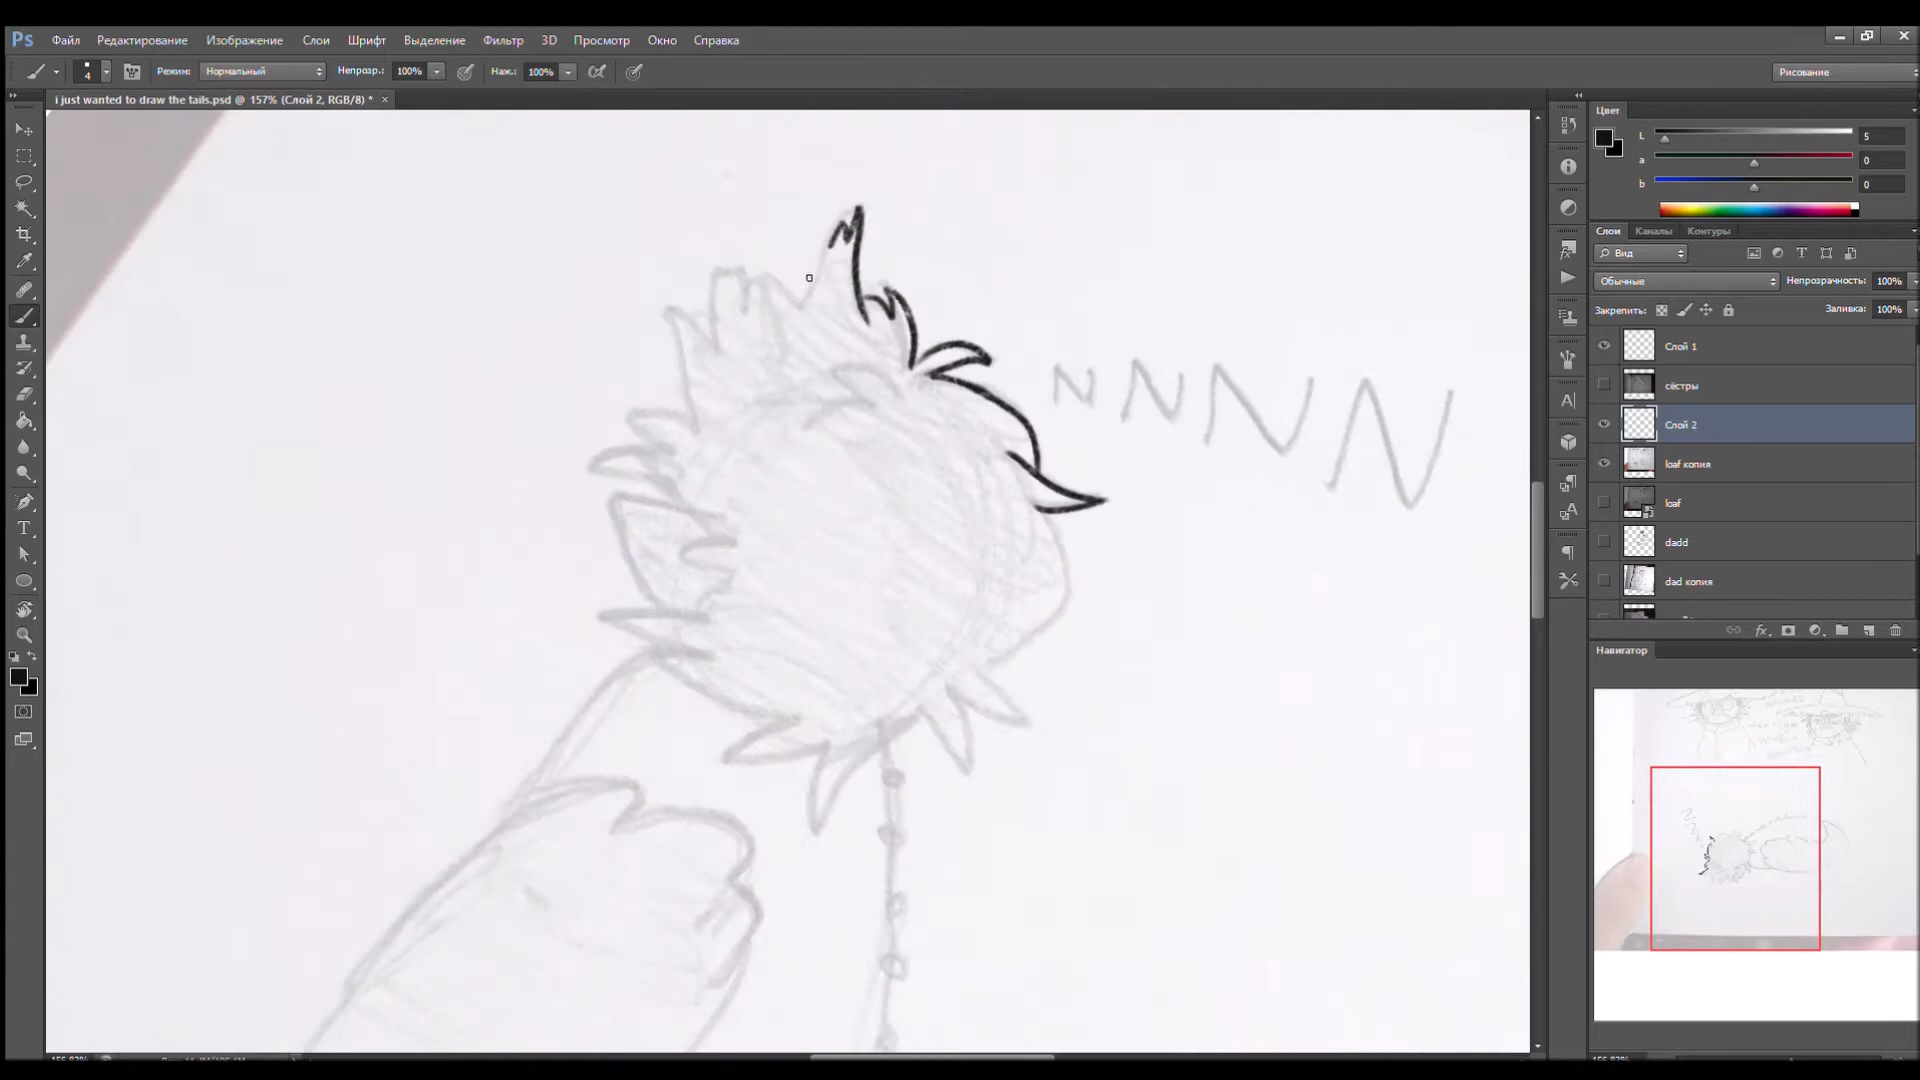 Ps Файл Редактирование Изображение Слои Шрифт Выделение Фильтр 3D Просмотр Окно Справка
4 Режим: Нормальный Непрозр.: 100% Наж.: 100% Рисование
i just wanted to draw the tails.psd @ 157% (Слой 2, RGB/8) *
Цвет
L 5
a 0
b 0
Слои Каналы Контуры
Вид
Обычные Непрозрачность: 100%
Закрепить: Заливка: 100%
Слой 1
сёстры
Слой 2
loaf копия
loaf
dadd
dad копия
fx
Навигатор
N N N N